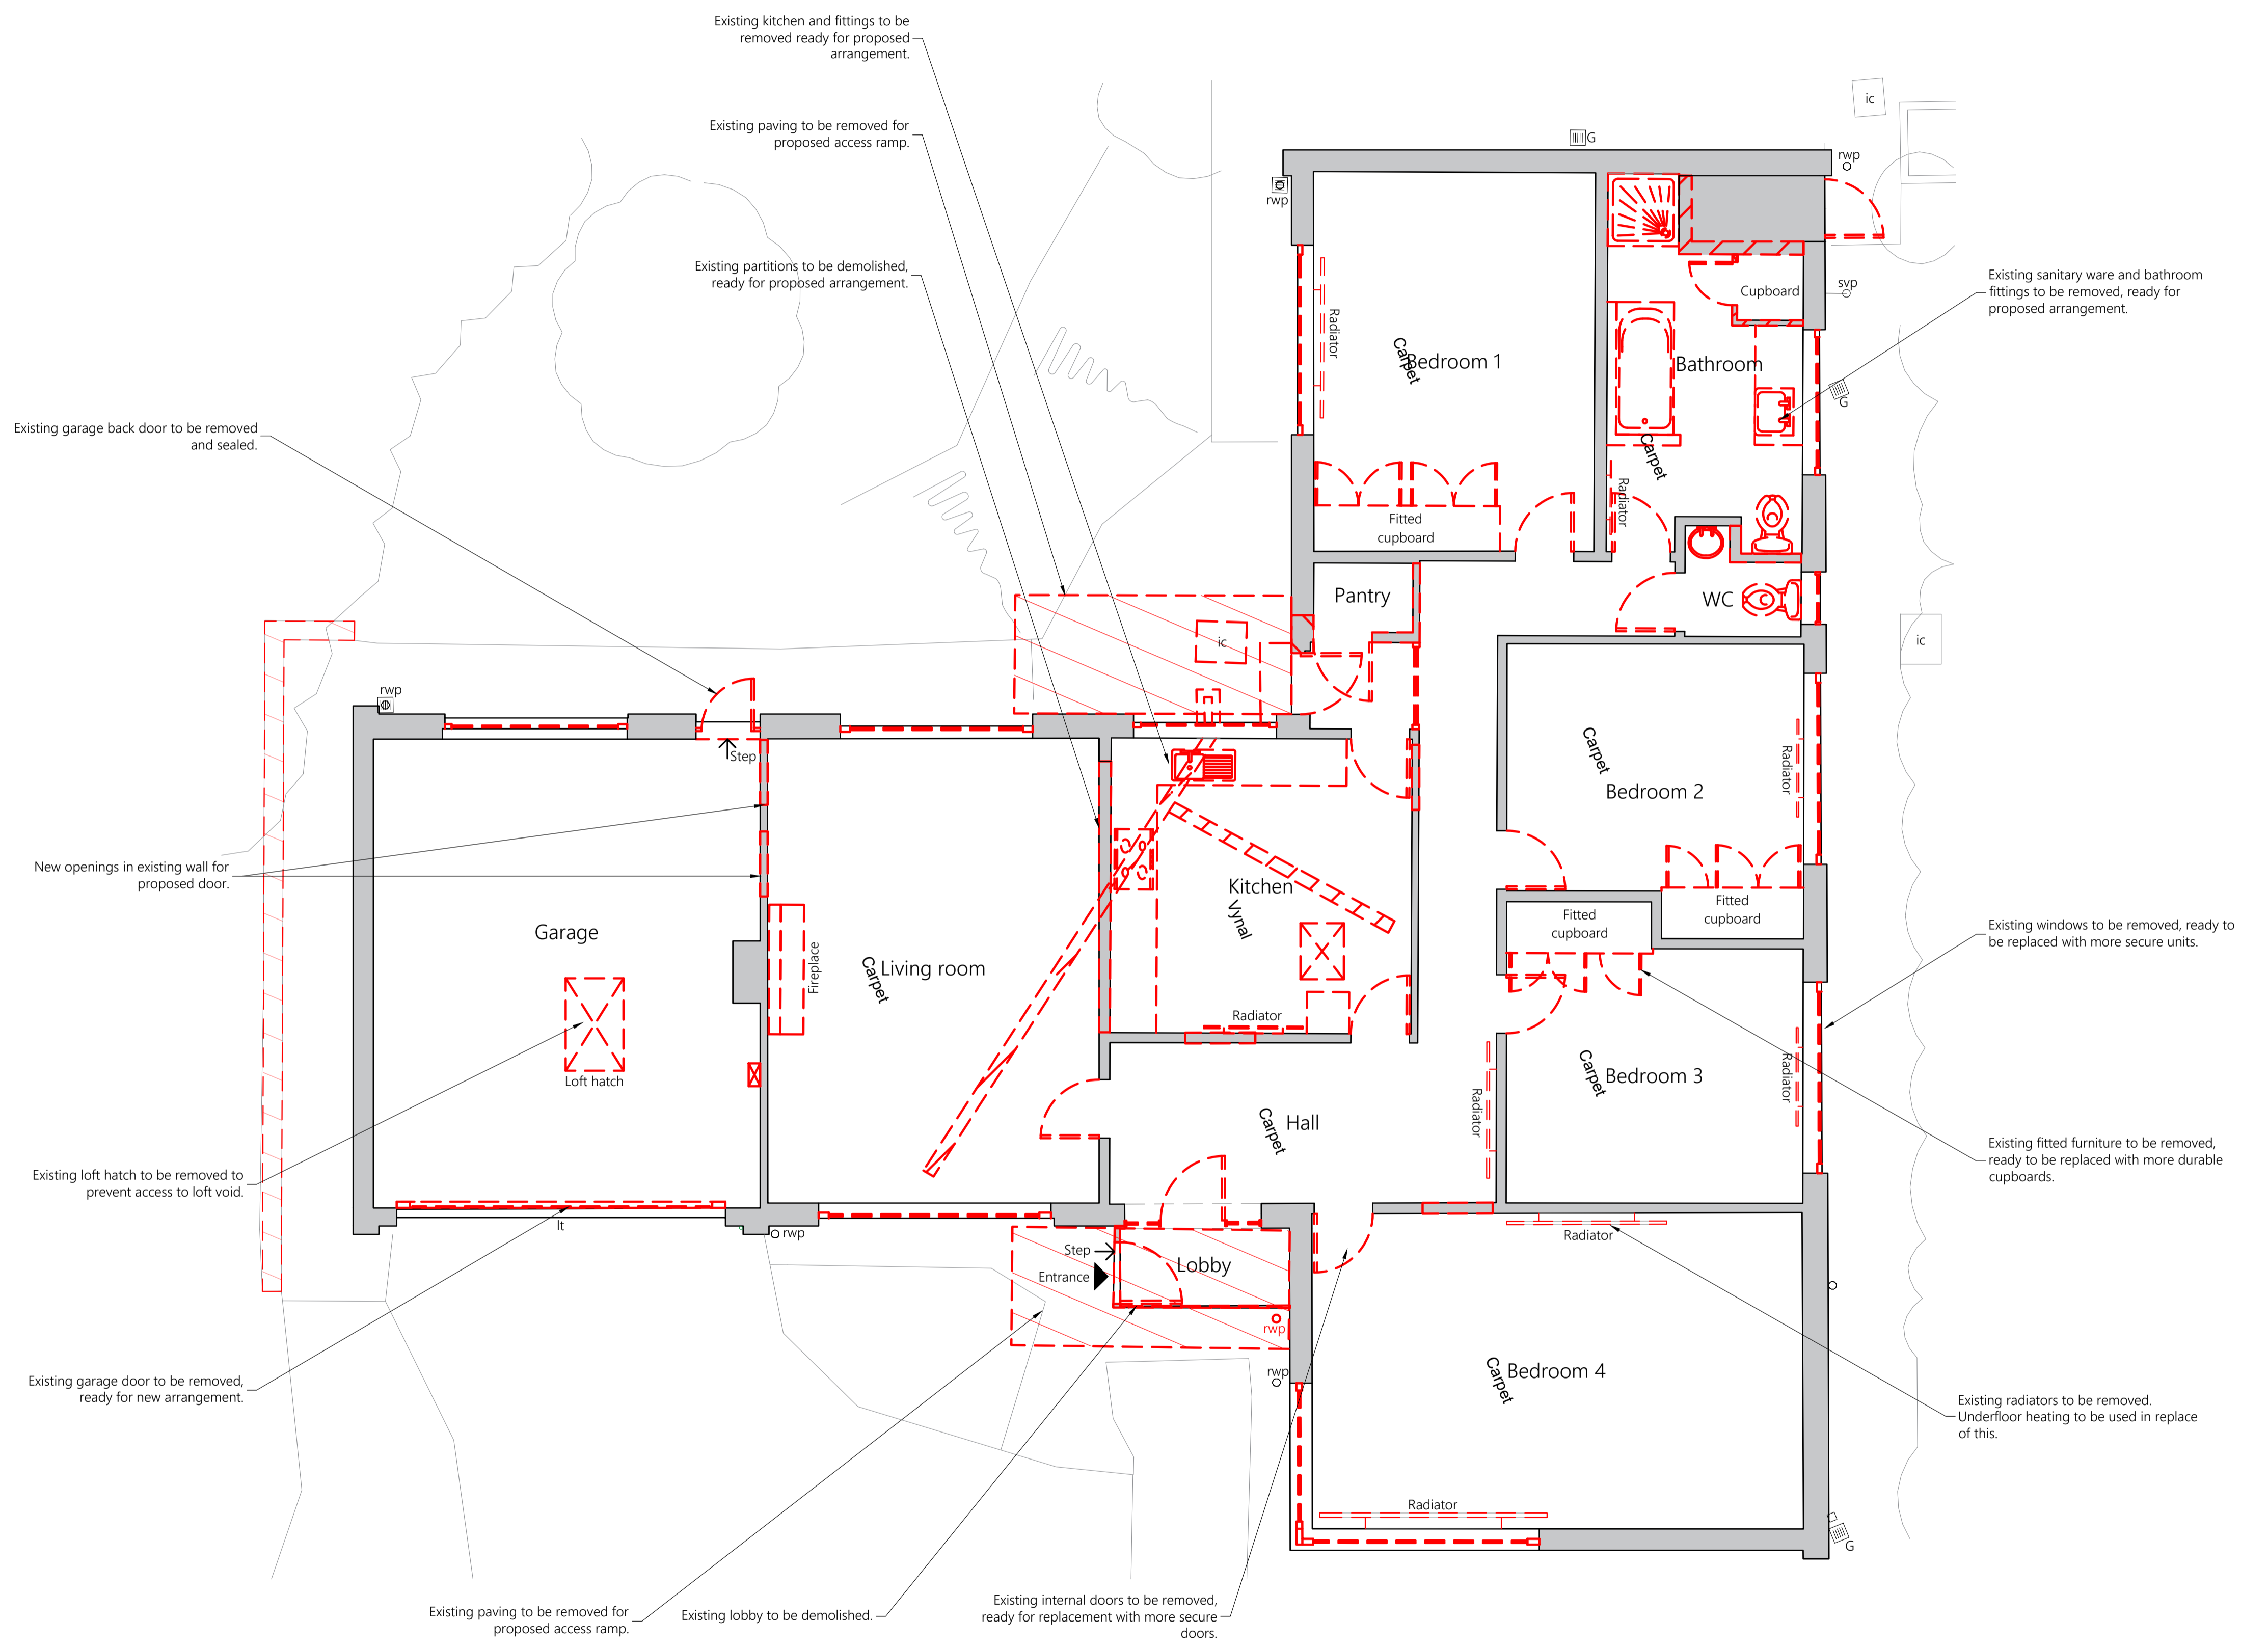 Existing kitchen and fittings to be
removed ready for proposed
arrangement.
Existing paving to be removed for
proposed access ramp.
Existing partitions to be demolished,
ready for proposed arrangement.
Existing garage back door to be removed
and sealed.
New openings in existing wall for
proposed door.
Existing loft hatch to be removed to
prevent access to loft void.
Existing garage door to be removed,
ready for new arrangement.
Existing paving to be removed for
proposed access ramp.
Existing lobby to be demolished.
Existing internal doors to be removed,
ready for replacement with more secure
doors.
Existing sanitary ware and bathroom
fittings to be removed, ready for
proposed arrangement.
Existing windows to be removed, ready to
be replaced with more secure units.
Existing fitted furniture to be removed,
ready to be replaced with more durable
cupboards.
Existing radiators to be removed.
Underfloor heating to be used in replace
of this.
ic
G
rwp
rwp
svp
Cupboard
Radiator
Carpet
Bedroom 1
Bathroom
G
Carpet
Radiator
Fitted
cupboard
Pantry
WC
ic
ic
rwp
Step
Carpet
Radiator
Bedroom 2
Kitchen
Vynal
Fitted
cupboard
Fitted
cupboard
Garage
Fireplace
Carpet
Living room
Radiator
Loft hatch
Carpet
Bedroom 3
Radiator
Radiator
Carpet
Hall
lt
rwp
Step
Entrance
Lobby
rwp
rwp
Radiator
Carpet
Bedroom 4
Radiator
G